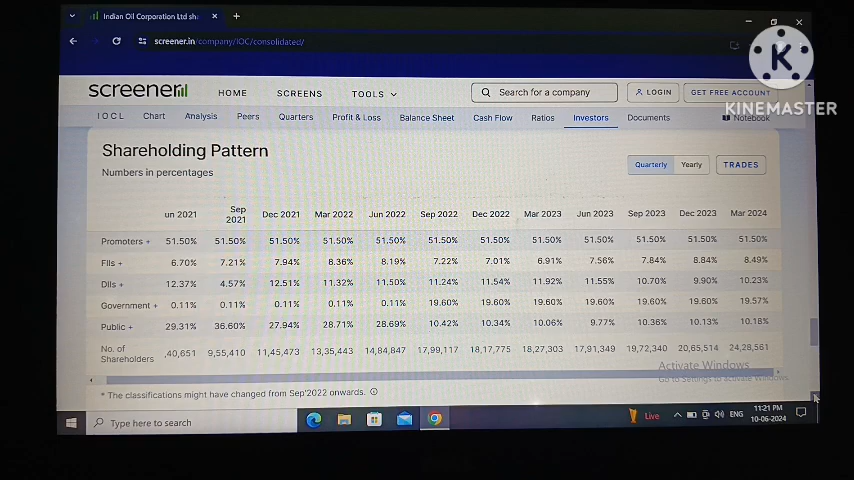 Indian Oil Corporation Ltd sha
screener.in/company/IOC/consolidated/
KINEMASTER
screener HOME SCREENS TOOLS Search for a company LOGIN GET FREE ACCOUNT
IOCL Chart Analysis Peers Quarters Profit & Loss Balance Sheet Cash Flow Ratios Investors Documents Notebook
Shareholding Pattern
Numbers in percentages
Quarterly Yearly TRADES
un 2021 Sep 2021 Dec 2021 Mar 2022 Jun 2022 Sep 2022 Dec 2022 Mar 2023 Jun 2023 Sep 2023 Dec 2023 Mar 2024
Promoters + 51.50% 51.50% 51.50% 51.50% 51.50% 51.50% 51.50% 51.50% 51.50% 51.50% 51.50% 51.50%
FIIs + 6.70% 7.21% 7.94% 8.36% 8.19% 7.22% 7.01% 6.91% 7.56% 7.84% 8.84% 8.49%
DIIs + 12.37% 4.57% 12.51% 11.32% 11.50% 11.24% 11.54% 11.92% 11.55% 10.70% 9.90% 10.23%
Government + 0.11% 0.11% 0.11% 0.11% 0.11% 19.60% 19.60% 19.60% 19.60% 19.60% 19.60% 19.57%
Public + 29.31% 36.60% 27.94% 28.71% 28.69% 10.42% 10.34% 10.06% 9.77% 10.36% 10.13% 10.18%
No. of Shareholders ,40,651 9,55,410 11,45,473 13,35,443 14,84,847 17,99,117 18,17,775 18,27,303 17,91,349 19,72,340 20,65,514 24,28,561
Activate Windows
Go to Settings to activate Windows.
* The classifications might have changed from Sep'2022 onwards.
Type here to search Live ENG 11:21 PM
10-06-2024